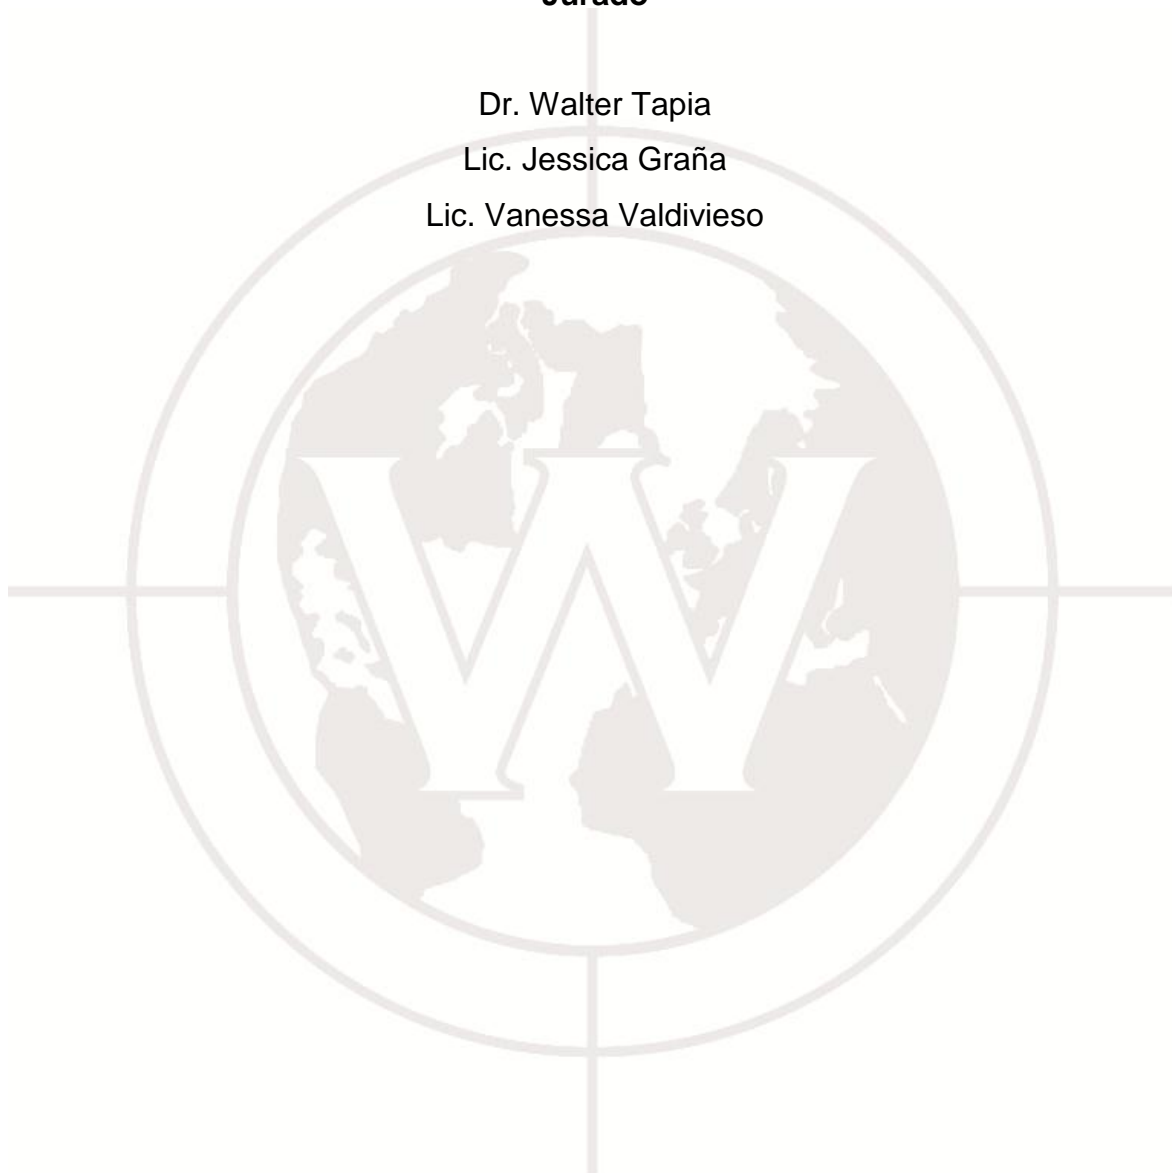 Jurado
Dr. Walter Tapia
Lic. Jessica Graña
Lic. Vanessa Valdivieso
W